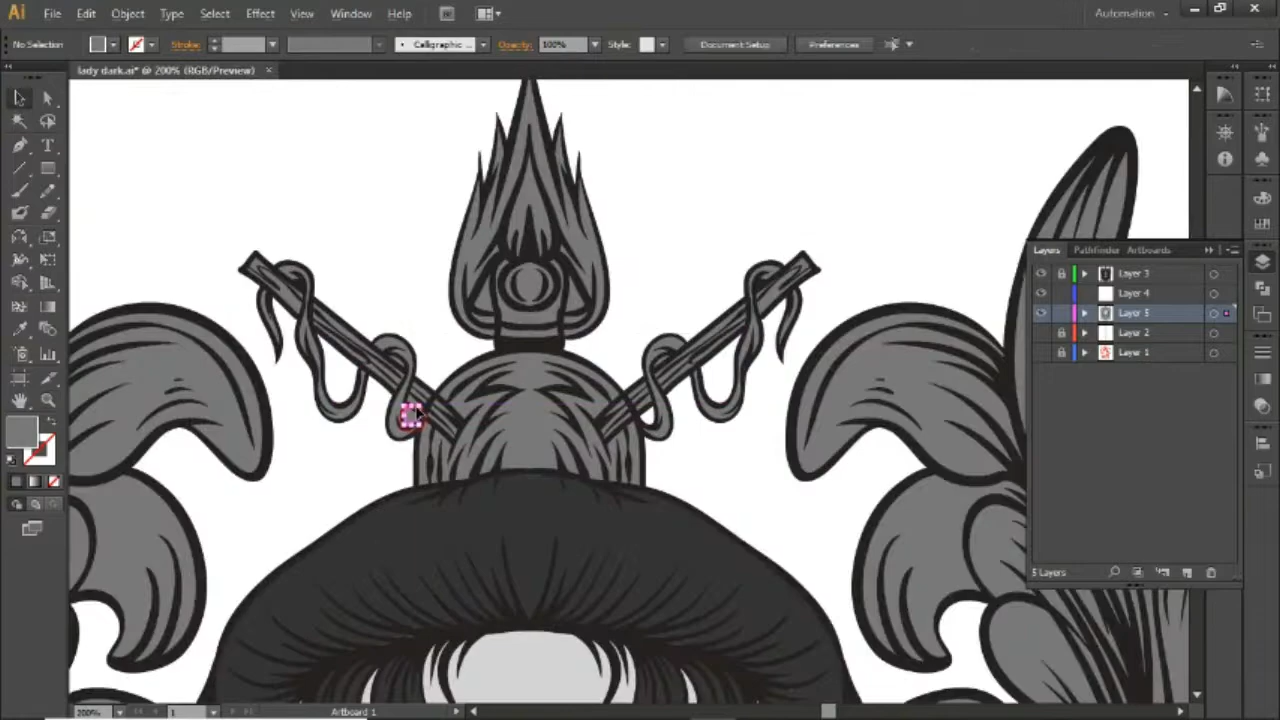 Ai File Edit Object Type Select Effect View Window Help Br Automation
No Selection Stroke: Calligraphic ... Opacity: 100% Style: Document Setup Preferences
lady dark.ai* @ 200% (RGB/Preview) ×
Layers Pathfinder Artboards
Layer 3
Layer 4
Layer 5
Layer 2
Layer 1
5 Layers
200% 1 Artboard 1